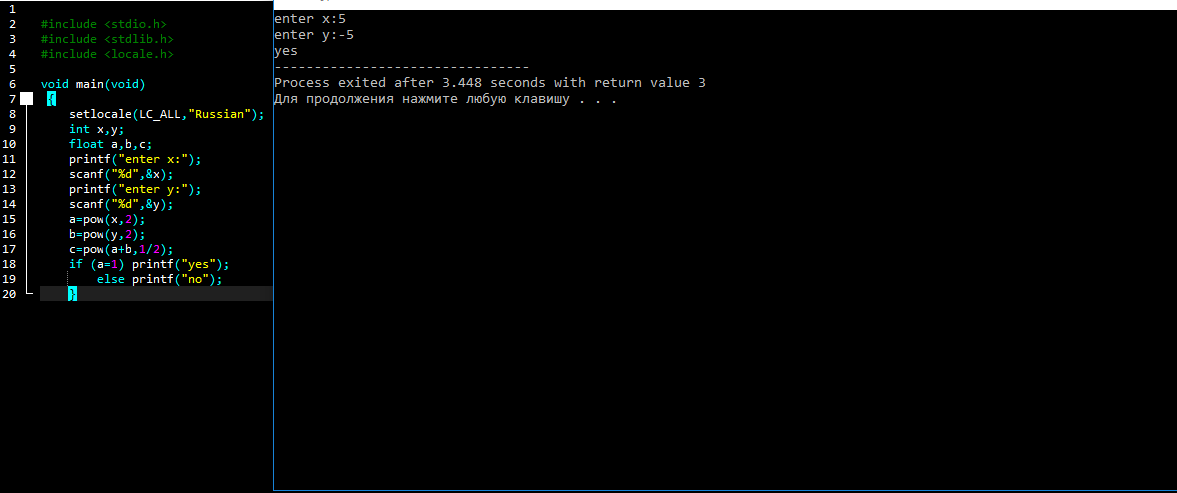 1
2 #include <stdio.h>
3 #include <stdlib.h>
4 #include <locale.h>
5
6 void main(void)
7 {
8 setlocale(LC_ALL,"Russian");
9 int x,y;
10 float a,b,c;
11 printf("enter x:");
12 scanf("%d",&x);
13 printf("enter y:");
14 scanf("%d",&y);
15 a=pow(x,2);
16 b=pow(y,2);
17 c=pow(a+b,1/2);
18 if (a=1) printf("yes");
19 else printf("no");
20 }
enter x:5
enter y:-5
yes
--------------------------------
Process exited after 3.448 seconds with return value 3
Для продолжения нажмите любую клавишу . . .